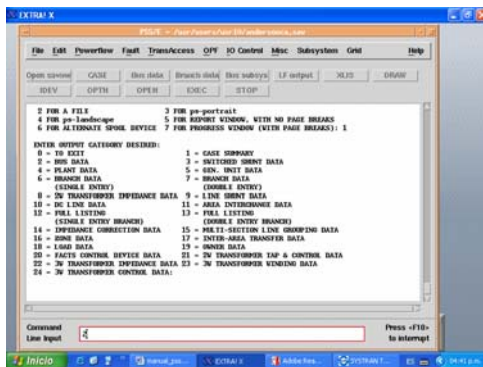 EXTRA! X
File Edit Powerflow Fault TransAccess OPF IO Control Misc Subsystem Grid Help
CASE Bus data Branch data Bus subsys LF output XLIS DRAW
IDEV OPTN OPEN EXEC STOP
2 FOR A FILE 3 FOR ps-portrait
4 FOR ps-landscape 5 FOR REPORT WINDOW, WITH NO PAGE BREAKS
6 FOR ALTERNATE SPOOL DEVICE 7 FOR PROGRESS WINDOW (WITH PAGE BREAKS): 1
ENTER OUTPUT CATEGORY DESIRED:
0 = TO EXIT 1 = CASE SUMMARY
2 = BUS DATA 3 = SWITCHED SHUNT DATA
4 = PLANT DATA 5 = GEN. UNIT DATA
6 = BRANCH DATA 7 = BRANCH DATA
(SINGLE ENTRY) (DOUBLE ENTRY)
8 = 2W TRANSFORMER IMPEDANCE DATA 9 = LINE SHUNT DATA
10 = DC LINE DATA 11 = AREA INTERCHANGE DATA
12 = FULL LISTING 13 = FULL LISTING
(SINGLE ENTRY BRANCH) (DOUBLE ENTRY BRANCH)
14 = IMPEDANCE CORRECTION DATA 15 = MULTI-SECTION LINE GROUPING DATA
16 = ZONE DATA 17 = INTER-AREA TRANSFER DATA
18 = LOAD DATA 19 = OWNER DATA
20 = FACTS CONTROL DEVICE DATA 21 = 2W TRANSFORMER TAP & CONTROL DATA
22 = 3W TRANSFORMER IMPEDANCE DATA 23 = 3W TRANSFORMER WINDING DATA
24 = 3W TRANSFORMER CONTROL DATA:
Command
Line Input
Press <F10>
to interrupt
Inicio manual_pss... EXTRA! X Adobe Rea... SYSTRAN T... ES 04:41 p.m.